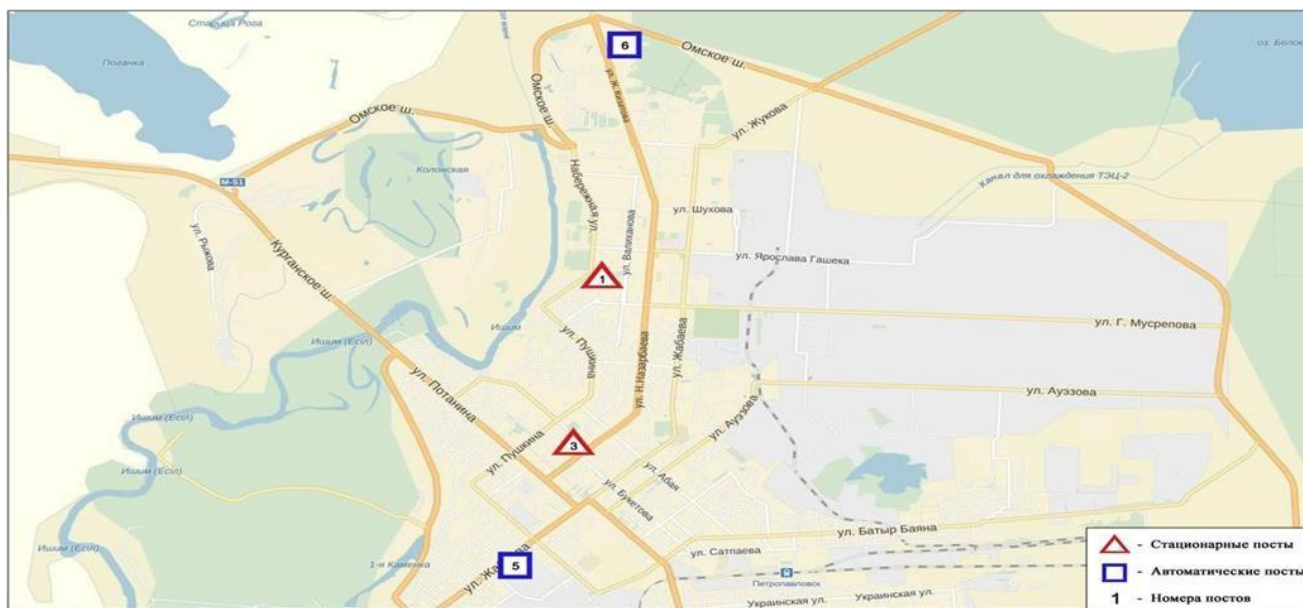 Старица Рога
Поганка
6
Омское ш.
оз. Белое
Омское ш.
Омское ш.
ул. Жукова
Колонская
М-51
Набережная ул.
Канал для охлаждения ТЭЦ-2
ул. Рыжкова
ул. Шухова
ул. Валиханова
ул. Ярослава Гашека
Курганское ш.
1
Ишим
ул. Г. Мусрепова
Ишим (Есіл)
ул. Пушкина
ул. Н.Назарбаева
ул. Жабаева
ул. Потанина
ул. Ауэзова
Ишим (Есіл)
ул. Ауэзова
ул. Пушкина
3
Ишим (Есіл)
ул. Абая
ул. Букетова
ул. Батыр Баяна
Ишим (Есіл)
1-я Каменка
ул. Сатпаева
5
Петропавловск
Украинская ул.
Украинская ул.
- Стационарные посты
- Автоматические посты
1 - Номера постов